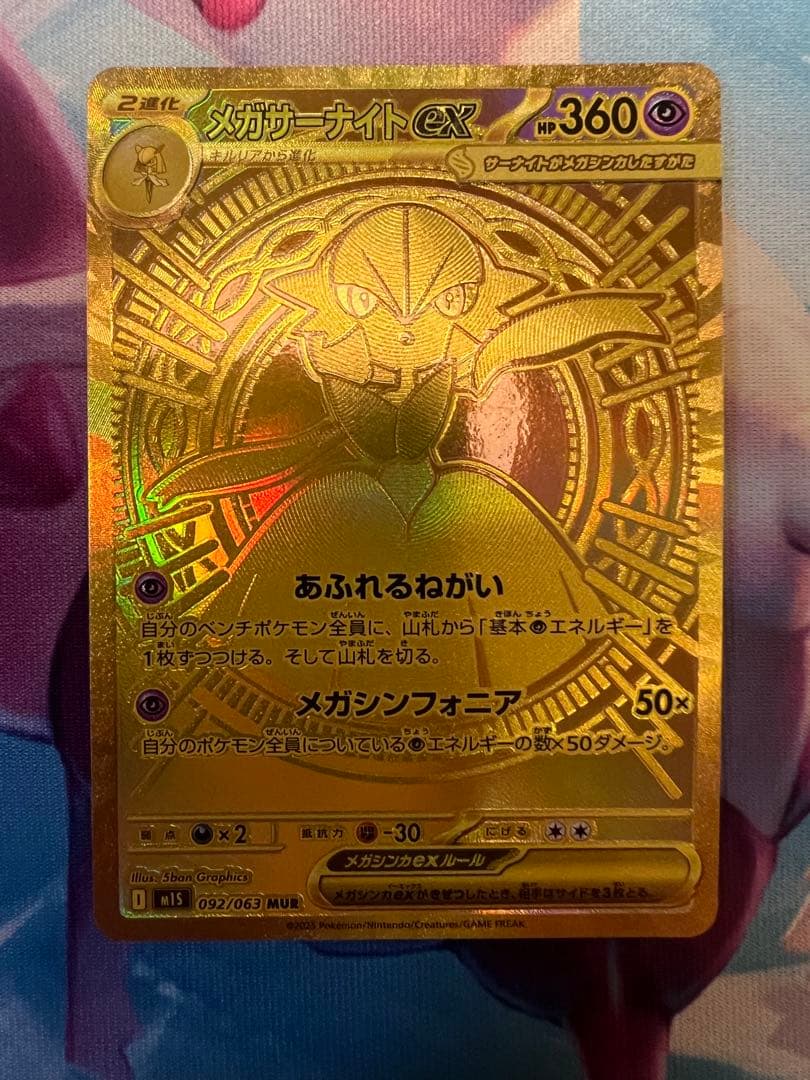 2進化
メガサーナイトex
HP360
キルリアから進化
サーナイトがメガシンカしたすがた
あふれるねがい
自分のベンチポケモン全員に、山札から「基本エネルギー」を
1枚ずつつける。そして山札を切る。
メガシンフォニア 50×
自分のポケモン全員についているエネルギーの数×50ダメージ。
弱点 ×2 抵抗力 -30 にげる
メガシンカexルール
メガシンカexがきぜつしたとき、相手はサイドを3枚とる。
Illus. 5ban Graphics
M1S 092/063 MUR
©2025 Pokémon/Nintendo/Creatures/GAME FREAK